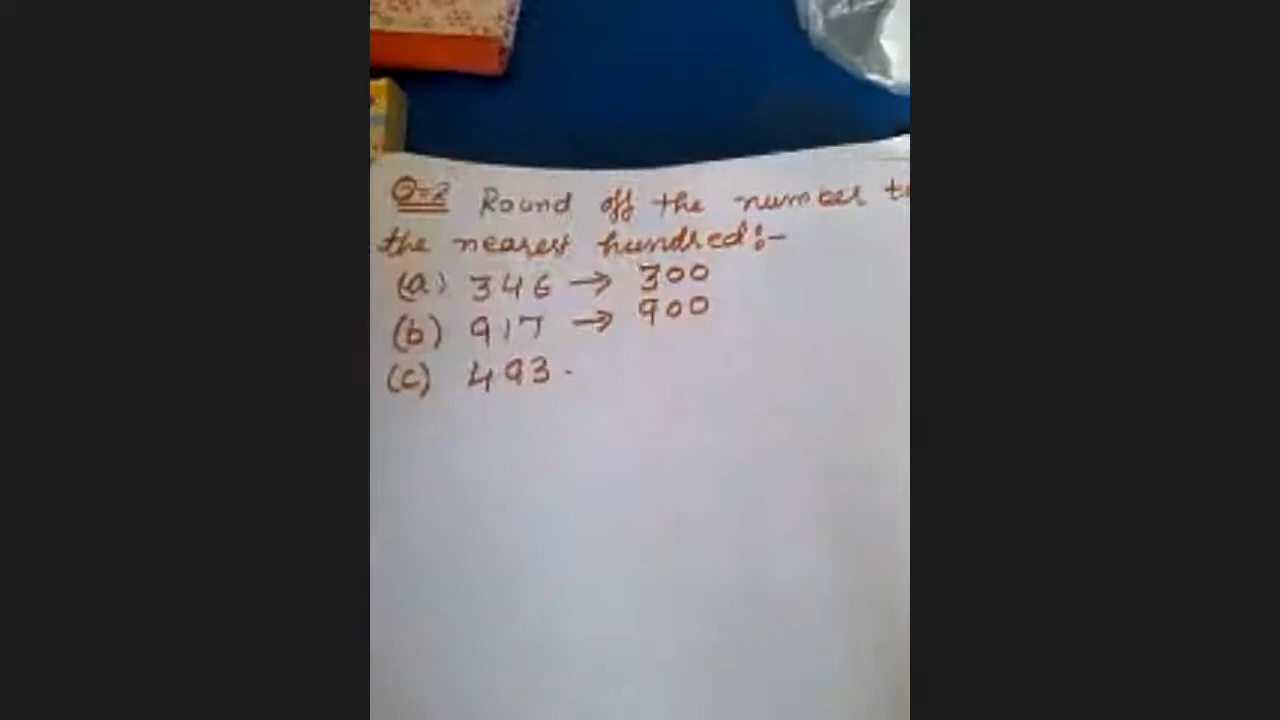 Q=2 Round off the number to
the nearest hundred:-
(a) 346 → 300
(b) 917 → 900
(c) 493